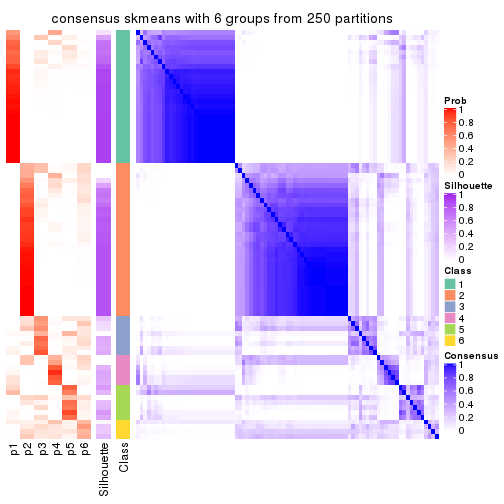 consensus skmeans with 6 groups from 250 partitions
Prob
1
0.8
0.6
0.4
0.2
0
Silhouette
1
0.8
0.6
0.4
0.2
0
Class
1
2
3
4
5
6
Consensus
1
0.8
0.6
0.4
0.2
0
p1
p2
p3
p4
p5
p6
Silhouette
Class